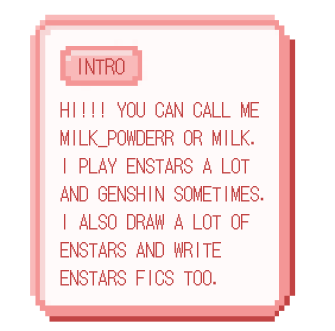 INTRO
HI!!! YOU CAN CALL ME
MILK_POWDERR OR MILK.
I PLAY ENSTARS A LOT
AND GENSHIN SOMETIMES.
I ALSO DRAW A LOT OF
ENSTARS AND WRITE
ENSTARS FICS TOO.